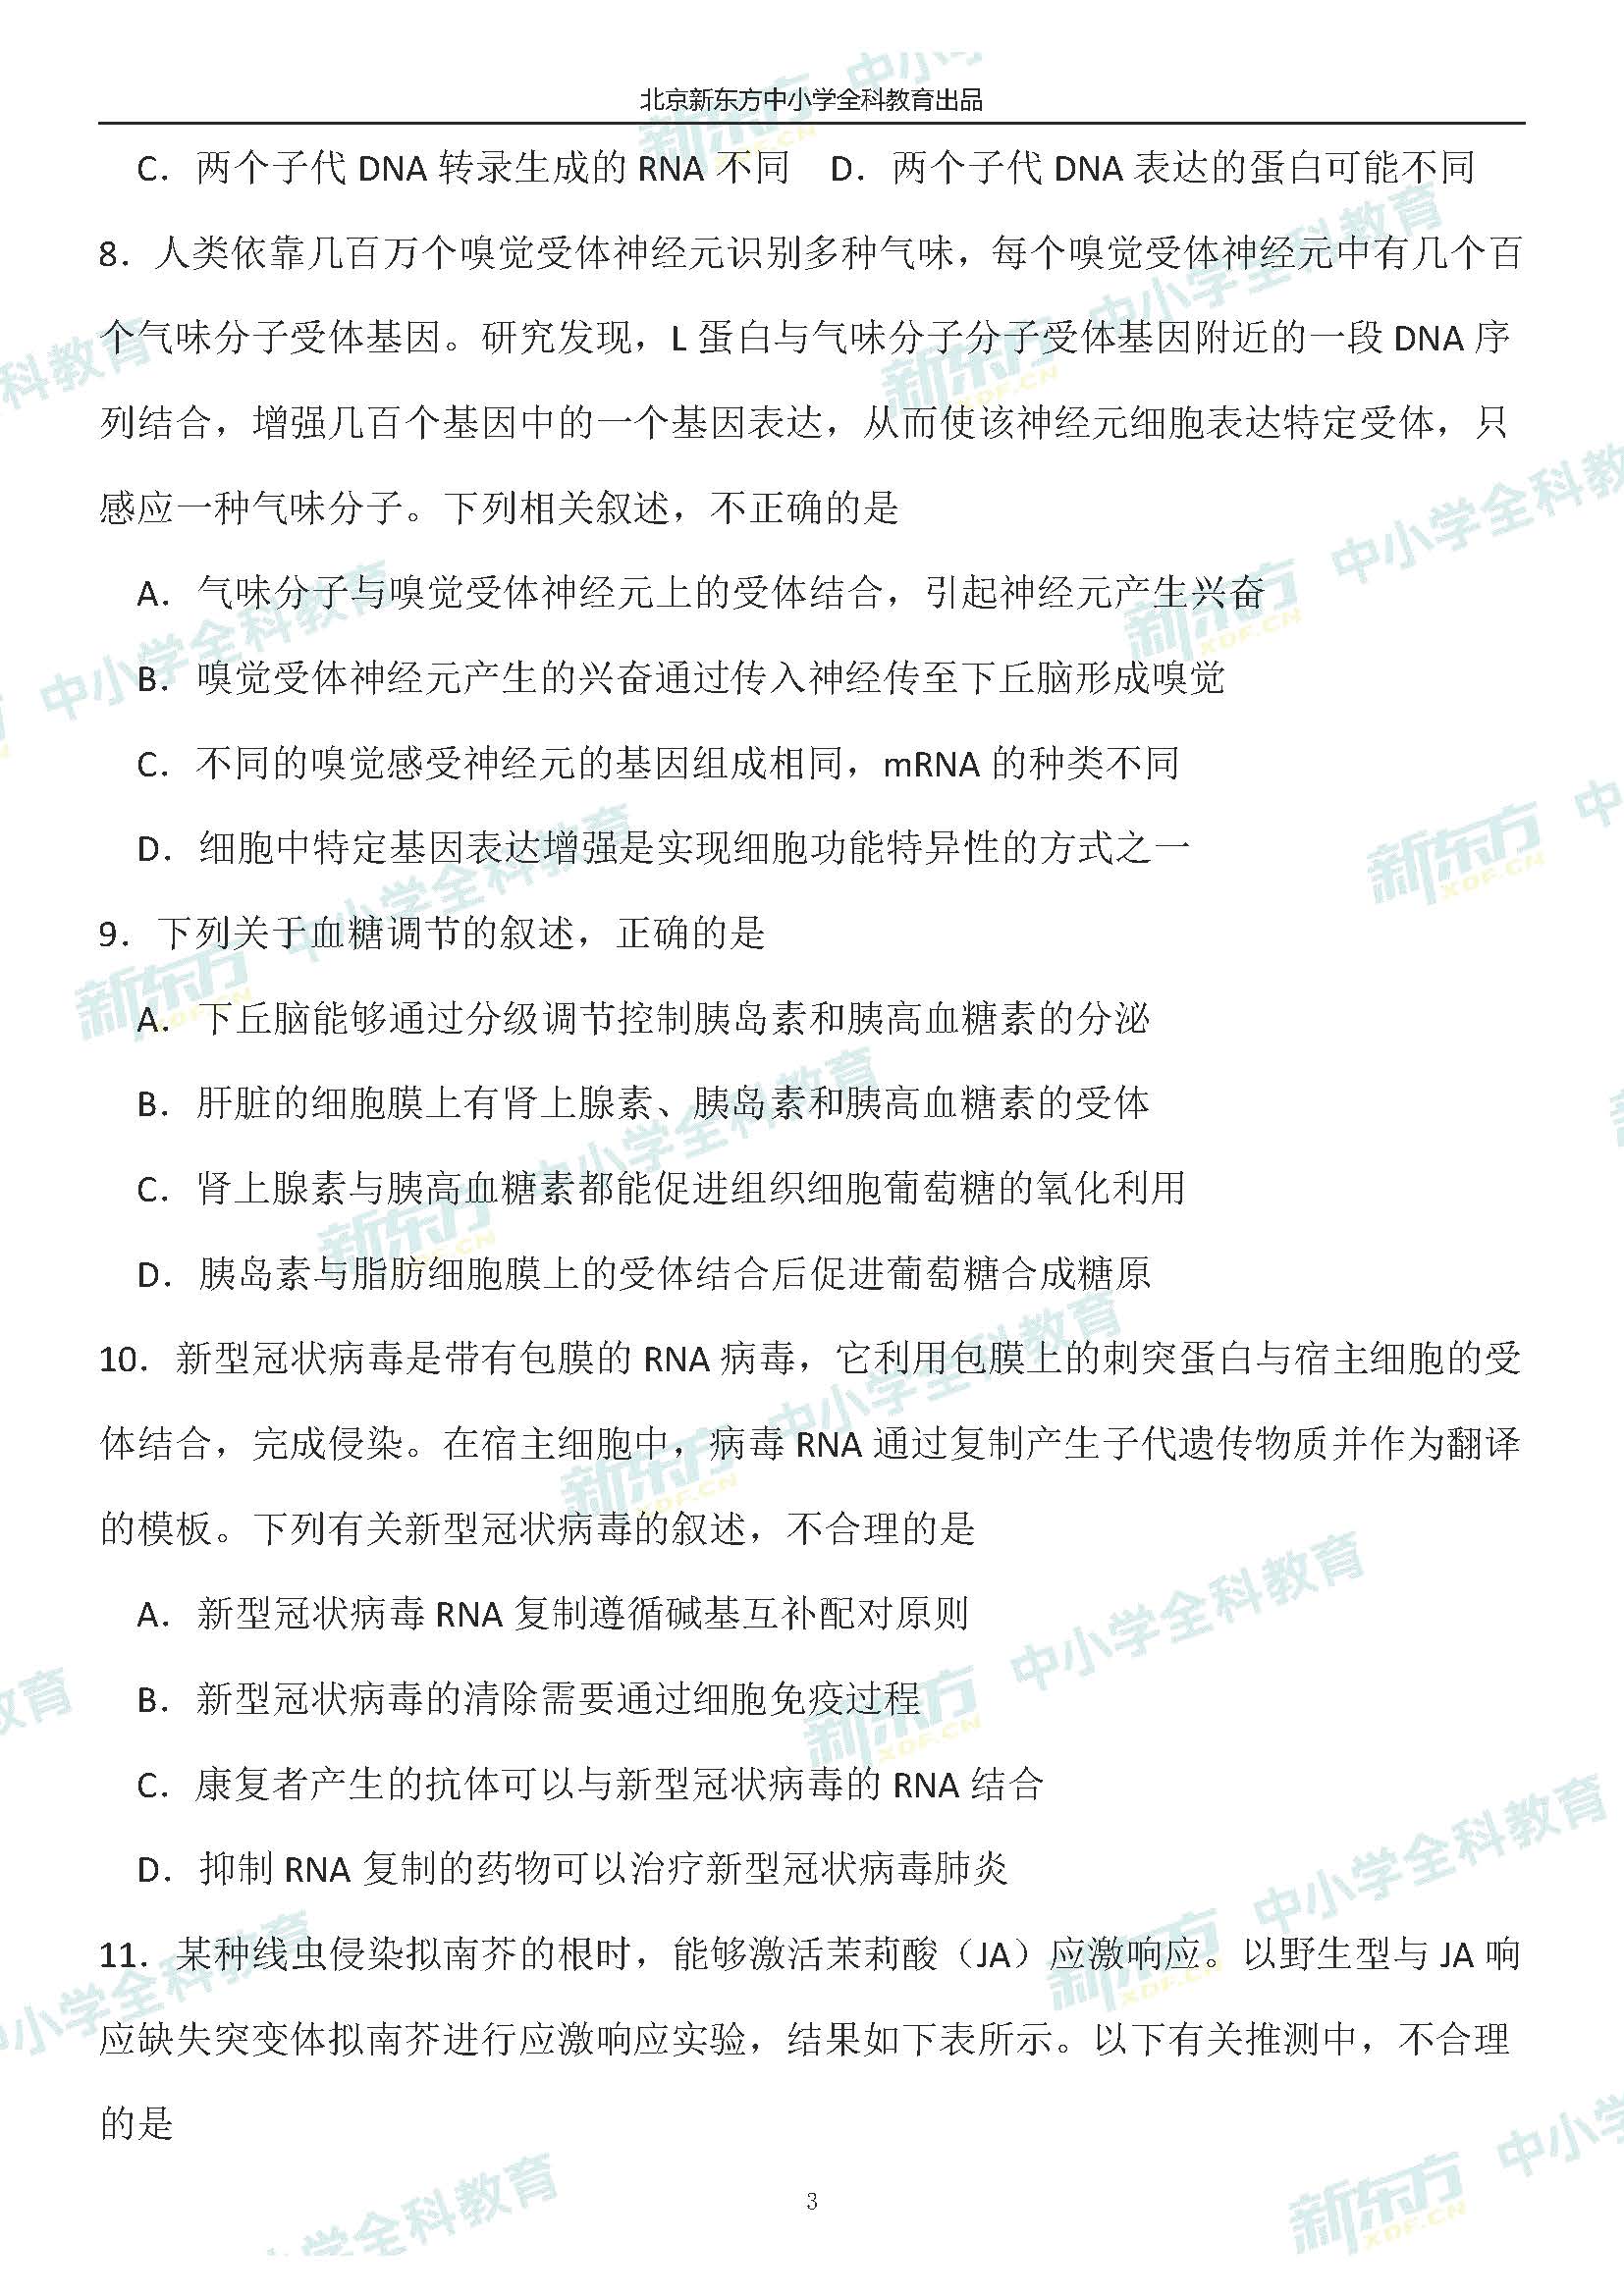 北京新东方中小学全科教育出品
C．两个子代 DNA 转录生成的 RNA 不同　D．两个子代 DNA 表达的蛋白可能不同
8．人类依靠几百万个嗅觉受体神经元识别多种气味，每个嗅觉受体神经元中有几个百
个气味分子受体基因。研究发现，L 蛋白与气味分子分子受体基因附近的一段 DNA 序
列结合，增强几百个基因中的一个基因表达，从而使该神经元细胞表达特定受体，只
感应一种气味分子。下列相关叙述，不正确的是
A．气味分子与嗅觉受体神经元上的受体结合，引起神经元产生兴奋
B．嗅觉受体神经元产生的兴奋通过传入神经传至下丘脑形成嗅觉
C．不同的嗅觉感受神经元的基因组成相同，mRNA 的种类不同
D．细胞中特定基因表达增强是实现细胞功能特异性的方式之一
9．下列关于血糖调节的叙述，正确的是
A．下丘脑能够通过分级调节控制胰岛素和胰高血糖素的分泌
B．肝脏的细胞膜上有肾上腺素、胰岛素和胰高血糖素的受体
C．肾上腺素与胰高血糖素都能促进组织细胞葡萄糖的氧化利用
D．胰岛素与脂肪细胞膜上的受体结合后促进葡萄糖合成糖原
10．新型冠状病毒是带有包膜的 RNA 病毒，它利用包膜上的刺突蛋白与宿主细胞的受
体结合，完成侵染。在宿主细胞中，病毒 RNA 通过复制产生子代遗传物质并作为翻译
的模板。下列有关新型冠状病毒的叙述，不合理的是
A．新型冠状病毒 RNA 复制遵循碱基互补配对原则
B．新型冠状病毒的清除需要通过细胞免疫过程
C．康复者产生的抗体可以与新型冠状病毒的 RNA 结合
D．抑制 RNA 复制的药物可以治疗新型冠状病毒肺炎
11．某种线虫侵染拟南芥的根时，能够激活茉莉酸（JA）应激响应。以野生型与 JA 响
应缺失突变体拟南芥进行应激响应实验，结果如下表所示。以下有关推测中，不合理
的是
3
新东方 XDF.CN 中小学全科教育